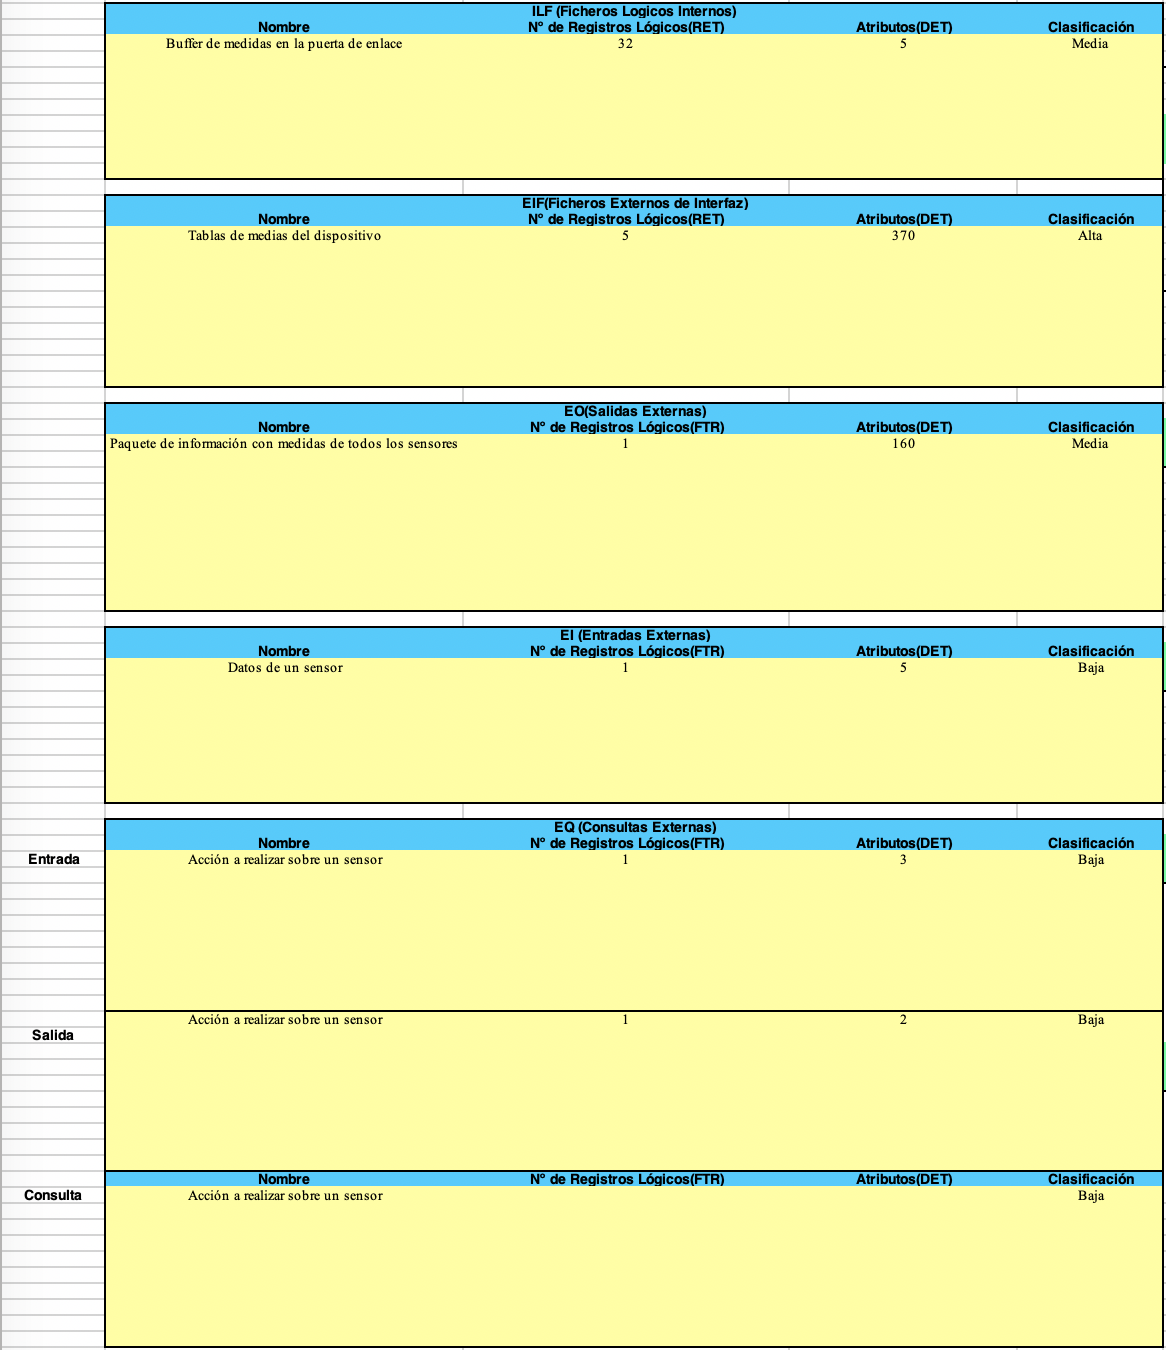 ILF (Ficheros Logicos Internos)
Nombre Nº de Registros Lógicos(RET) Atributos(DET) Clasificación
Buffer de medidas en la puerta de enlace 32 5 Media
EIF(Ficheros Externos de Interfaz)
Nombre Nº de Registros Lógicos(RET) Atributos(DET) Clasificación
Tablas de medias del dispositivo 5 370 Alta
EO(Salidas Externas)
Nombre Nº de Registros Lógicos(FTR) Atributos(DET) Clasificación
Paquete de información con medidas de todos los sensores 1 160 Media
EI (Entradas Externas)
Nombre Nº de Registros Lógicos(FTR) Atributos(DET) Clasificación
Datos de un sensor 1 5 Baja
EQ (Consultas Externas)
Nombre Nº de Registros Lógicos(FTR) Atributos(DET) Clasificación
Entrada Acción a realizar sobre un sensor 1 3 Baja
Acción a realizar sobre un sensor 1 2 Baja
Salida
Nombre Nº de Registros Lógicos(FTR) Atributos(DET) Clasificación
Consulta Acción a realizar sobre un sensor Baja